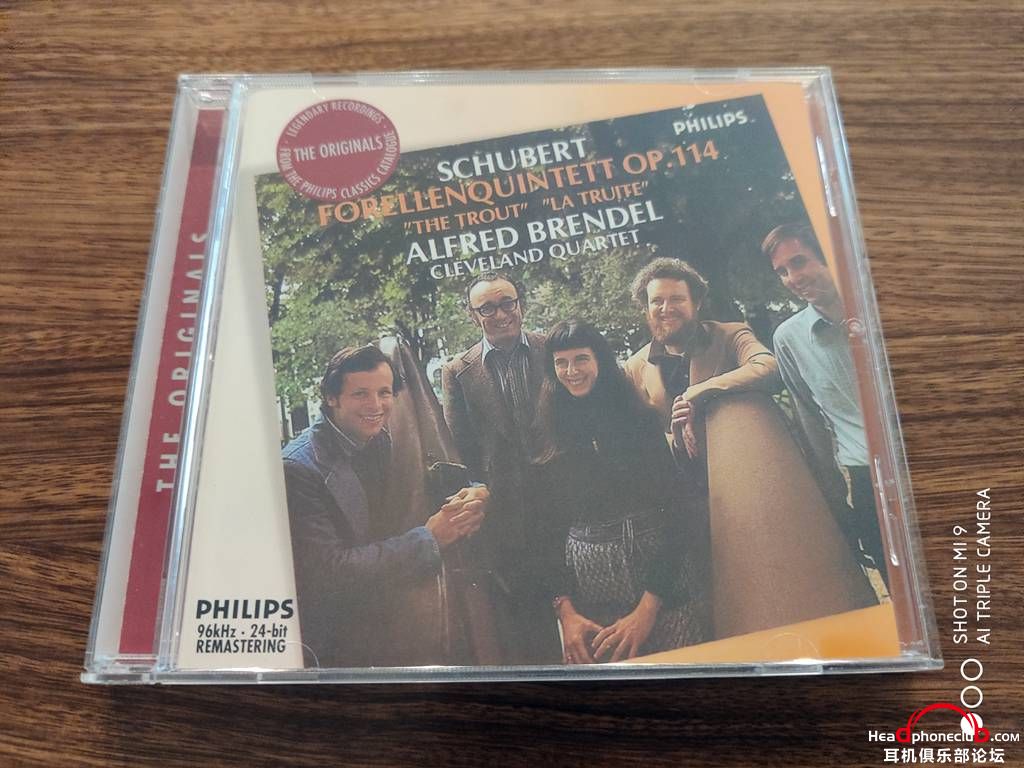 LEGENDARY RECORDINGS
THE ORIGINALS
· FROM THE PHILIPS CLASSICS CATALOGUE ·
PHILIPS
SCHUBERT
FORELLENQUINTETT OP.114
"THE TROUT" "LA TRUITE"
ALFRED BRENDEL
CLEVELAND QUARTET
THE ORIGINALS
PHILIPS
96kHz · 24-bit
REMASTERING
SHOT ON MI 9
AI TRIPLE CAMERA
Headphoneclub.com
耳机俱乐部论坛